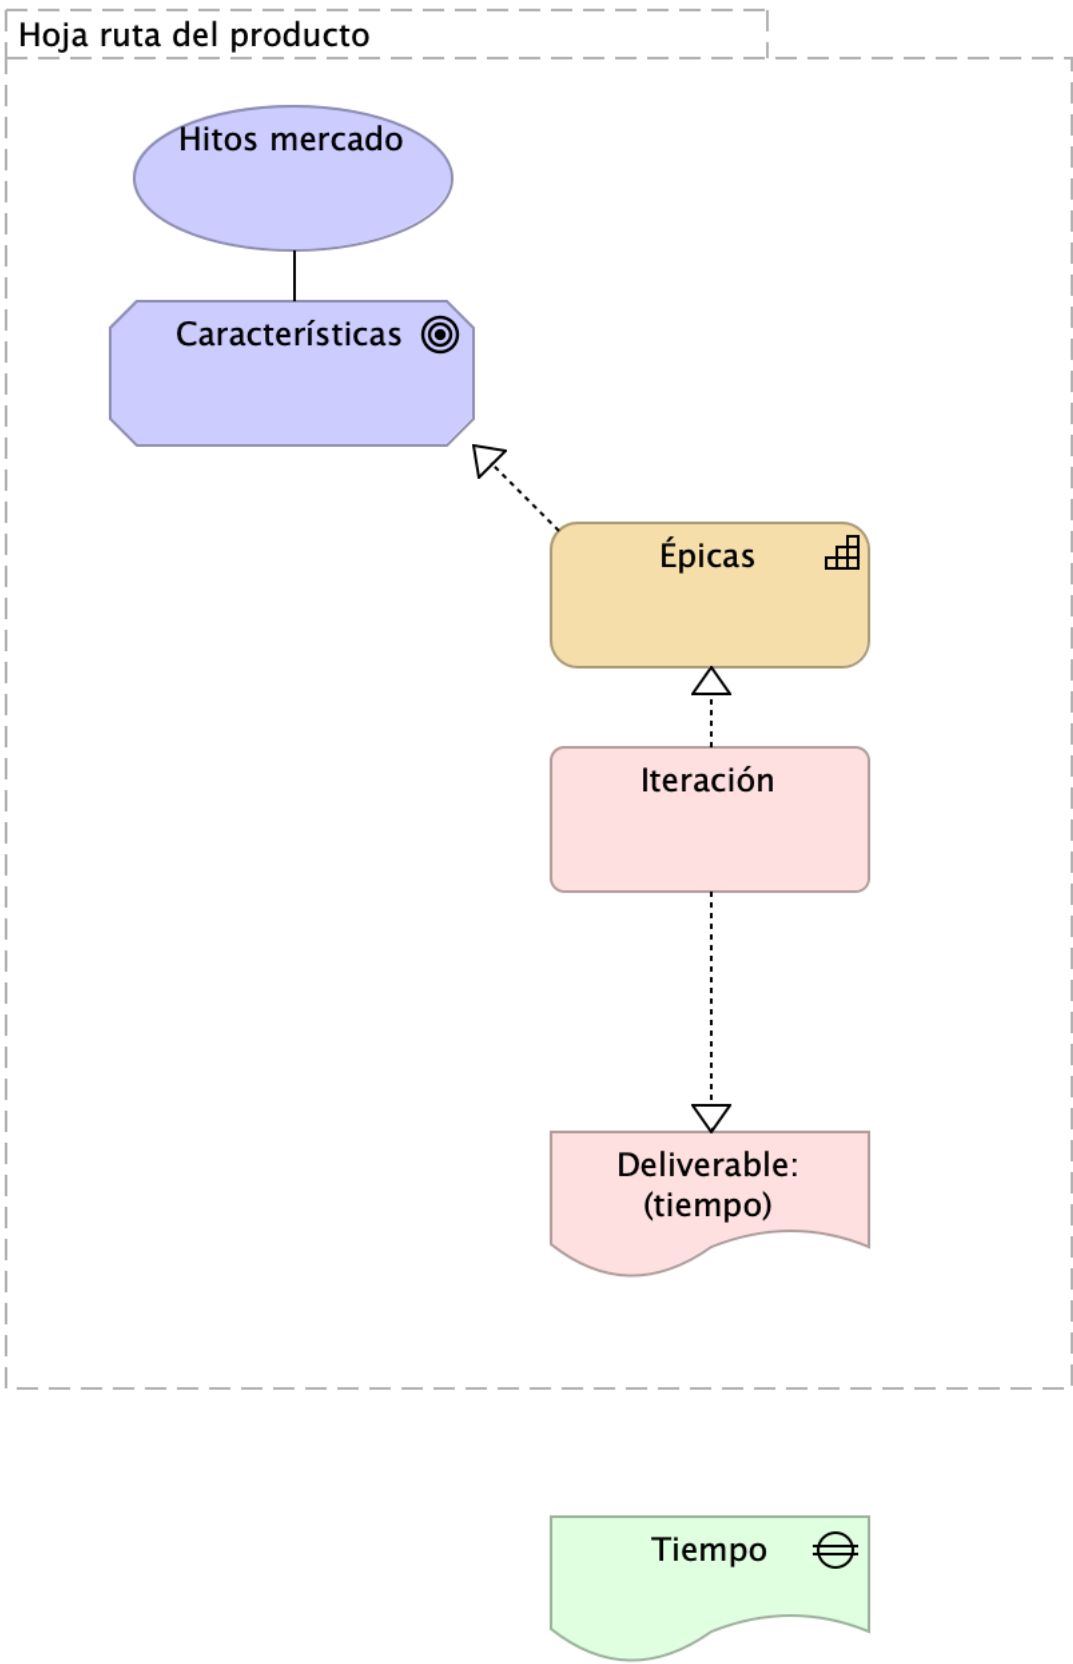 Hoja ruta del producto
Hitos mercado
Características
Épicas
Iteración
Deliverable:
(tiempo)
Tiempo